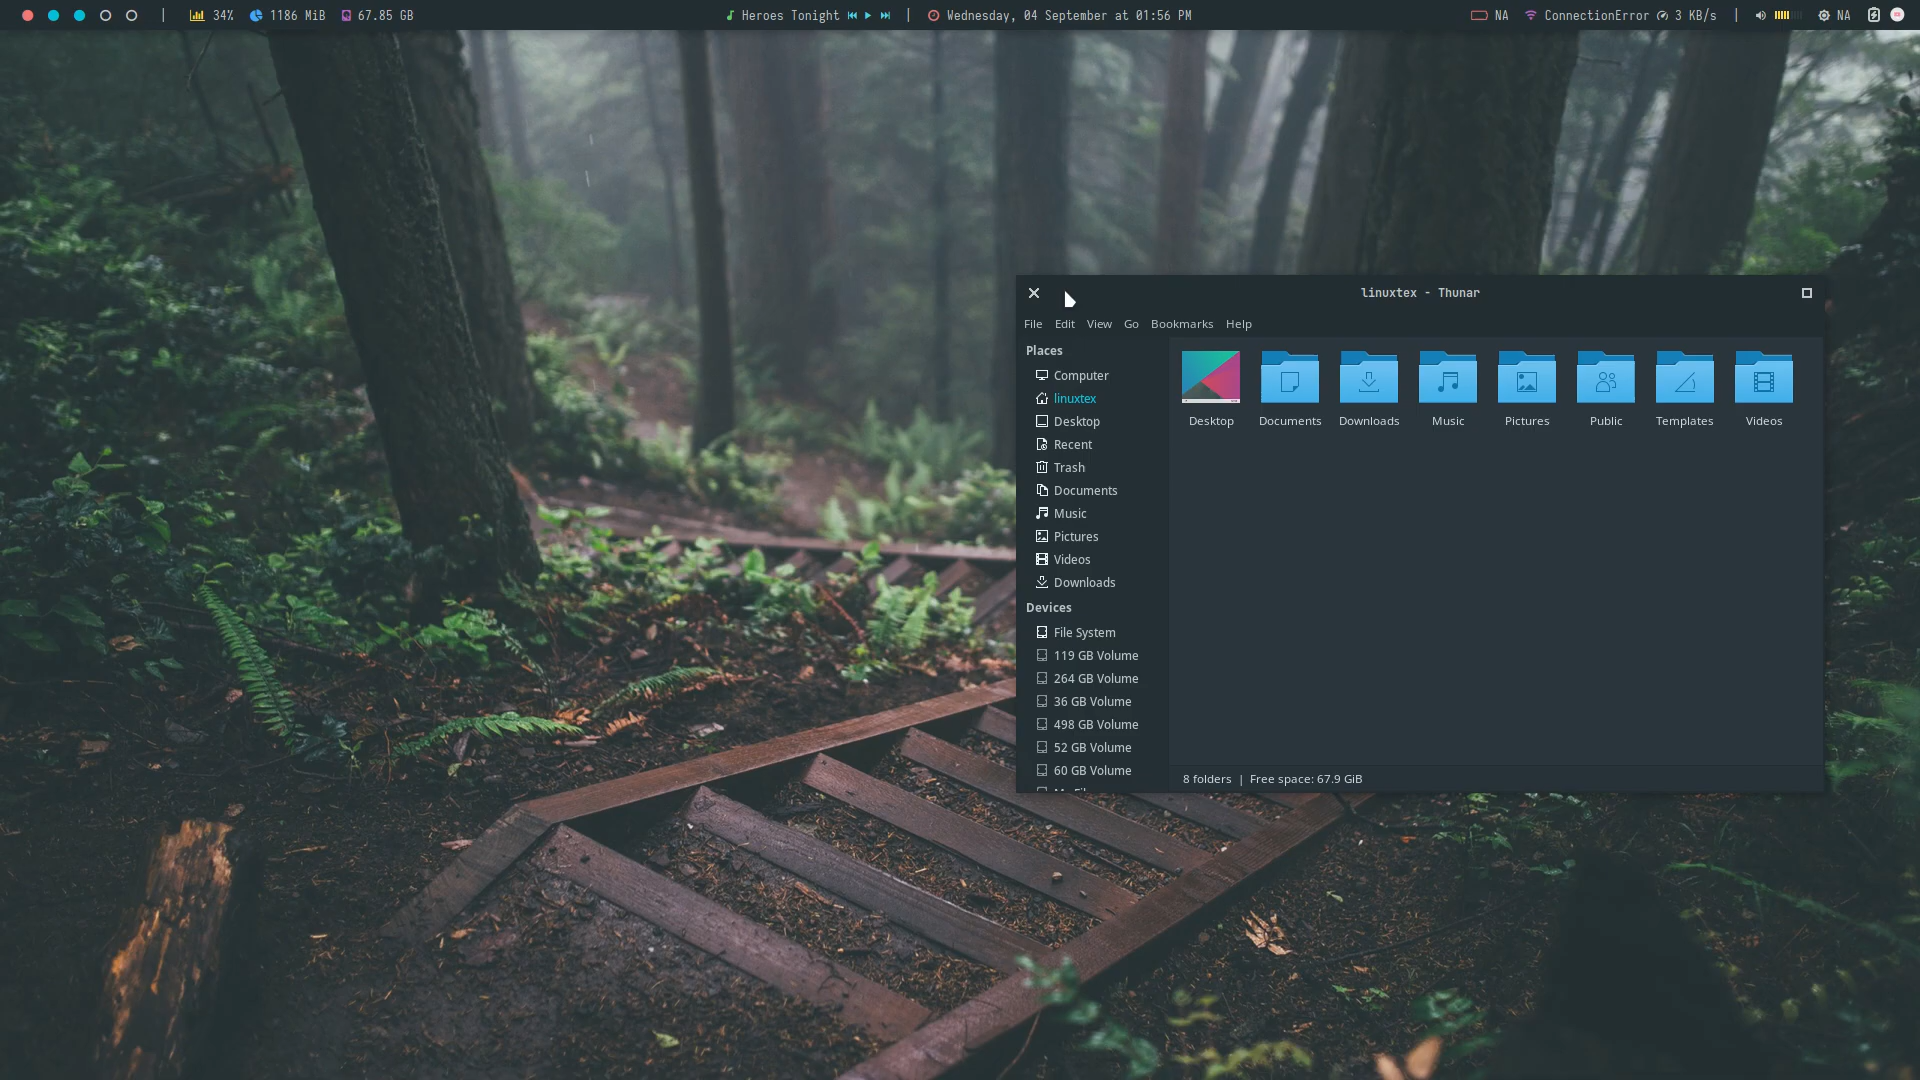 34% 1186 MiB 67.85 GB
Heroes Tonight Wednesday, 04 September at 01:56 PM
NA ConnectionError 3 KB/s NA
linuxtex - Thunar
File Edit View Go Bookmarks Help
Places
Computer
linuxtex
Desktop
Recent
Trash
Documents
Music
Pictures
Videos
Downloads
Devices
File System
119 GB Volume
264 GB Volume
36 GB Volume
498 GB Volume
52 GB Volume
60 GB Volume
Desktop Documents Downloads Music Pictures Public Templates Videos
8 folders | Free space: 67.9 GiB